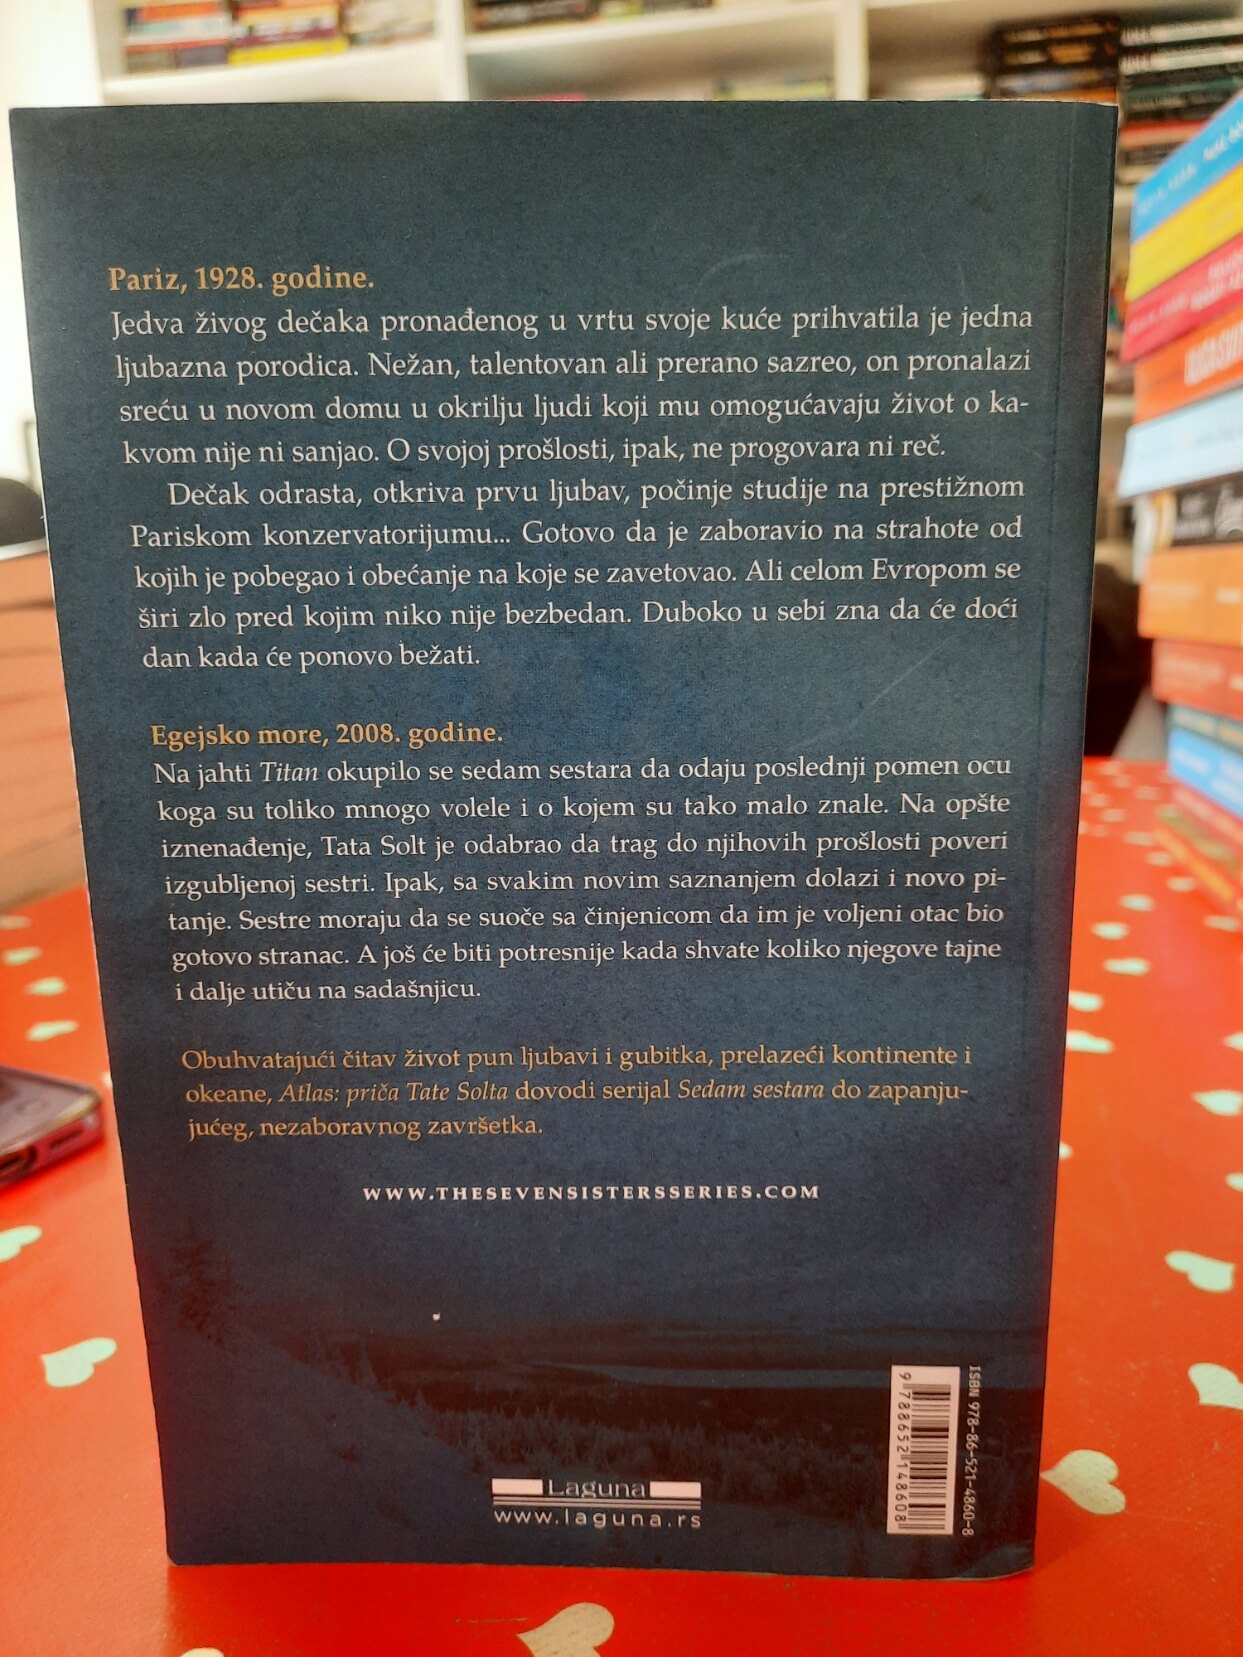 Pariz, 1928. godine.
Jedva živog dečaka pronađenog u vrtu svoje kuće prihvatila je jedna
ljubazna porodica. Nežan, talentovan ali prerano sazreo, on pronalazi
sreću u novom domu u okrilju ljudi koji mu omogućavaju život o ka-
kvom nije ni sanjao. O svojoj prošlosti, ipak, ne progovara ni reč.
Dečak odrasta, otkriva prvu ljubav, počinje studije na prestižnom
Pariskom konzervatorijumu... Gotovo da je zaboravio na strahote od
kojih je pobegao i obećanje na koje se zavetovao. Ali celom Evropom se
širi zlo pred kojim niko nije bezbedan. Duboko u sebi zna da će doći
dan kada će ponovo bežati.
Egejsko more, 2008. godine.
Na jahti Titan okupilo se sedam sestara da odaju poslednji pomen ocu
koga su toliko mnogo volele i o kojem su tako malo znale. Na opšte
iznenađenje, Tata Solt je odabrao da trag do njihovih prošlosti poveri
izgubljenoj sestri. Ipak, sa svakim novim saznanjem dolazi i novo pi-
tanje. Sestre moraju da se suoče sa činjenicom da im je voljeni otac bio
gotovo stranac. A još će biti potresnije kada shvate koliko njegove tajne
i dalje utiču na sadašnjicu.
Obuhvatajući čitav život pun ljubavi i gubitka, prelazeći kontinente i
okeane, Atlas: priča Tate Solta dovodi serijal Sedam sestara do zapanju-
jućeg, nezaboravnog završetka.
WWW.THESEVENSISTERSSERIES.COM
Laguna
www.laguna.rs
ISBN 978-86-521-4860-8
9 788652 148608